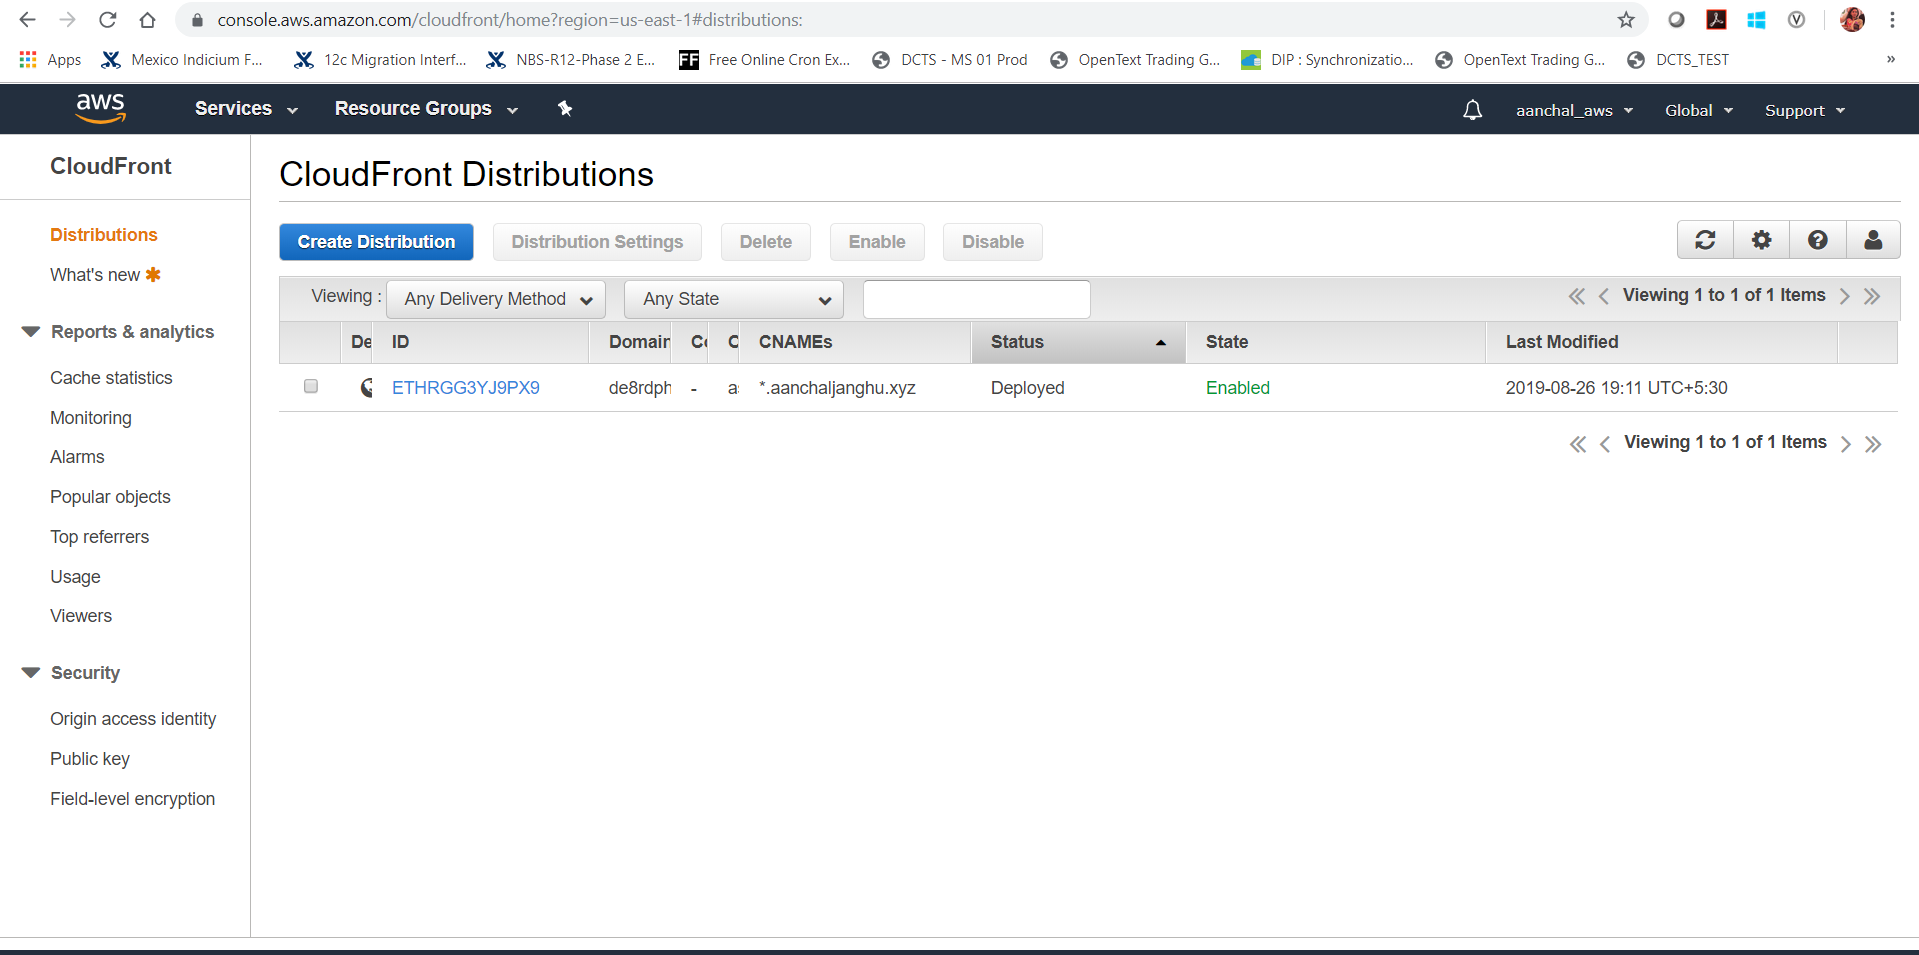 console.aws.amazon.com/cloudfront/home?region=us-east-1#distributions:
Apps Mexico Indicium F... 12c Migration Interf... NBS-R12-Phase 2 E... FF Free Online Cron Ex... DCTS - MS 01 Prod OpenText Trading G... DIP : Synchronizatio... OpenText Trading G... DCTS_TEST »
aws Services Resource Groups aanchal_aws Global Support
CloudFront
Distributions
What's new
Reports & analytics
Cache statistics
Monitoring
Alarms
Popular objects
Top referrers
Usage
Viewers
Security
Origin access identity
Public key
Field-level encryption
CloudFront Distributions
Create Distribution Distribution Settings Delete Enable Disable
Viewing : Any Delivery Method Any State Viewing 1 to 1 of 1 Items
De ID Domain Co C CNAMEs Status State Last Modified
ETHRGG3YJ9PX9 de8rdph - a *.aanchaljanghu.xyz Deployed Enabled 2019-08-26 19:11 UTC+5:30
Viewing 1 to 1 of 1 Items